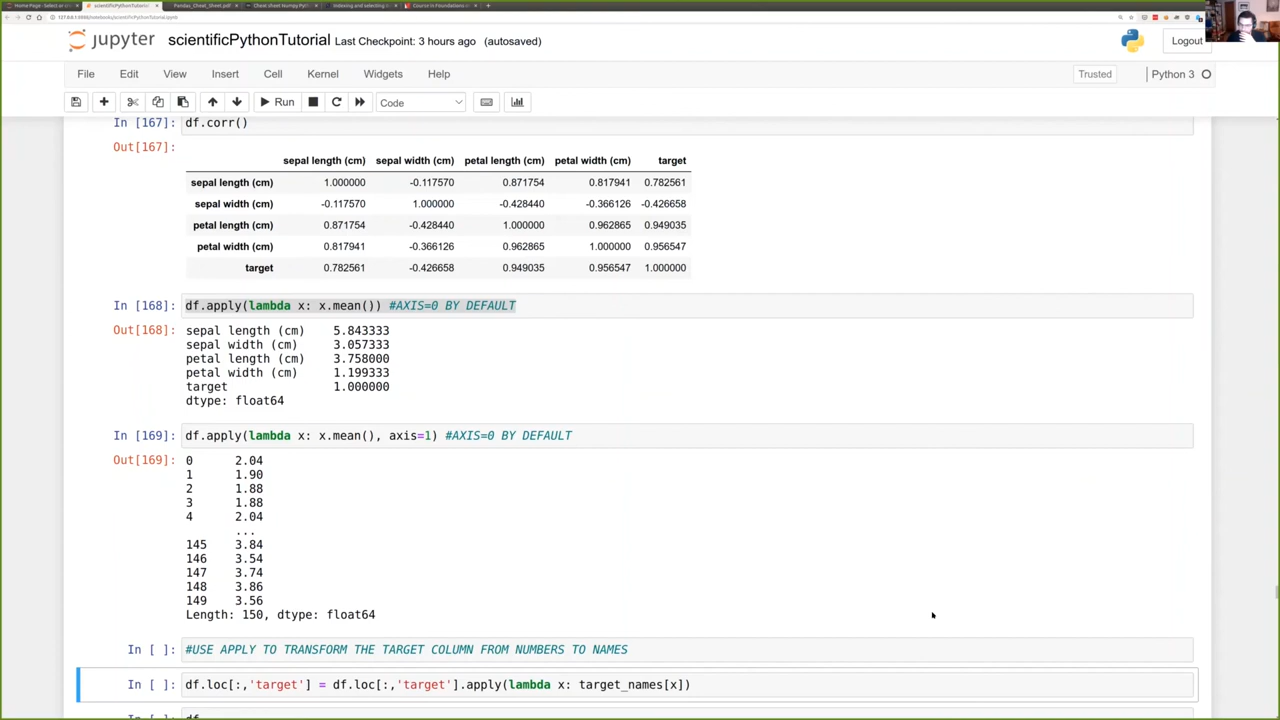 Pandas_Cheat_Sheet.pdf
jupyter scientificPythonTutorial Last Checkpoint: 3 hours ago (autosaved)
Logout
File Edit View Insert Cell Kernel Widgets Help
Trusted Python 3
Run Code
In [167]: df.corr()
Out[167]:
sepal length (cm) sepal width (cm) petal length (cm) petal width (cm) target
sepal length (cm) 1.000000 -0.117570 0.871754 0.817941 0.782561
sepal width (cm) -0.117570 1.000000 -0.428440 -0.366126 -0.426658
petal length (cm) 0.871754 -0.428440 1.000000 0.962865 0.949035
petal width (cm) 0.817941 -0.366126 0.962865 1.000000 0.956547
target 0.782561 -0.426658 0.949035 0.956547 1.000000
In [168]: df.apply(lambda x: x.mean()) #AXIS=0 BY DEFAULT
Out[168]: sepal length (cm) 5.843333
sepal width (cm) 3.057333
petal length (cm) 3.758000
petal width (cm) 1.199333
target 1.000000
dtype: float64
In [169]: df.apply(lambda x: x.mean(), axis=1) #AXIS=0 BY DEFAULT
Out[169]: 0 2.04
1 1.90
2 1.88
3 1.88
4 2.04
...
145 3.84
146 3.54
147 3.74
148 3.86
149 3.56
Length: 150, dtype: float64
In [ ]: #USE APPLY TO TRANSFORM THE TARGET COLUMN FROM NUMBERS TO NAMES
In [ ]: df.loc[:,'target'] = df.loc[:,'target'].apply(lambda x: target_names[x])